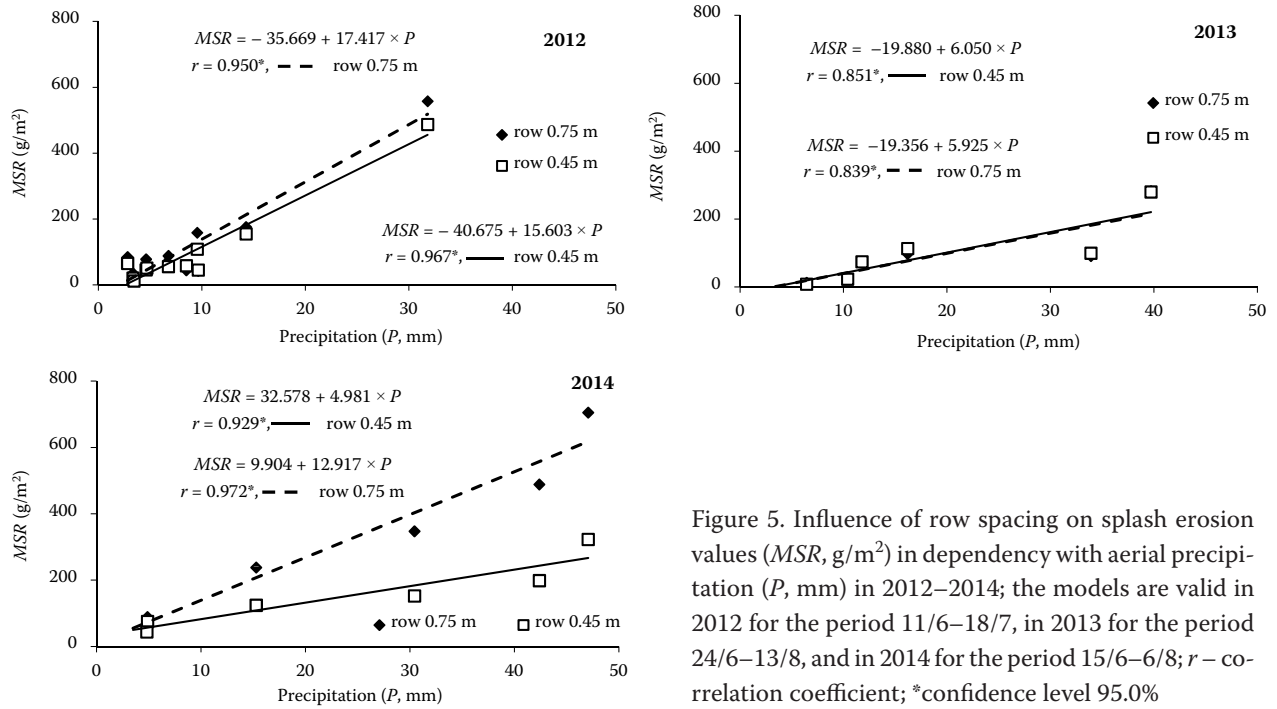 800
600
400
200
0
MSR (g/m²)
MSR = – 35.669 + 17.417 × P
r = 0.950*, row 0.75 m
2012
row 0.75 m
row 0.45 m
MSR = – 40.675 + 15.603 × P
r = 0.967*, row 0.45 m
0 10 20 30 40 50
Precipitation (P, mm)
800
600
400
200
0
MSR (g/m²)
MSR = –19.880 + 6.050 × P
r = 0.851*, row 0.45 m
2013
row 0.75 m
row 0.45 m
MSR = –19.356 + 5.925 × P
r = 0.839*, row 0.75 m
0 10 20 30 40 50
Precipitation (P, mm)
800
600
400
200
0
MSR (g/m²)
MSR = 32.578 + 4.981 × P
r = 0.929*, row 0.45 m
2014
MSR = 9.904 + 12.917 × P
r = 0.972*, row 0.75 m
row 0.75 m row 0.45 m
0 10 20 30 40 50
Precipitation (P, mm)
Figure 5. Influence of row spacing on splash erosion
values (MSR, g/m²) in dependency with aerial precipi-
tation (P, mm) in 2012–2014; the models are valid in
2012 for the period 11/6–18/7, in 2013 for the period
24/6–13/8, and in 2014 for the period 15/6–6/8; r – co-
rrelation coefficient; *confidence level 95.0%